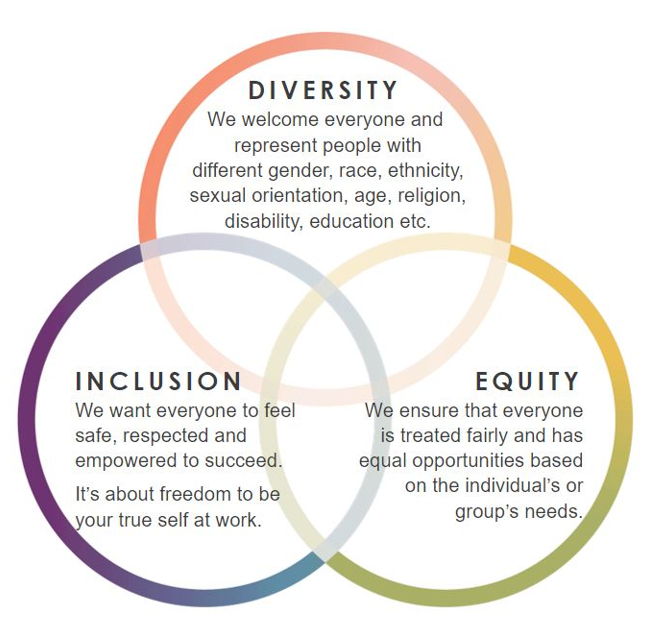 DIVERSITY
We welcome everyone and
represent people with
different gender, race, ethnicity,
sexual orientation, age, religion,
disability, education etc.
INCLUSION
We want everyone to feel
safe, respected and
empowered to succeed.
It's about freedom to be
your true self at work.
EQUITY
We ensure that everyone
is treated fairly and has
equal opportunities based
on the individual's or
group's needs.